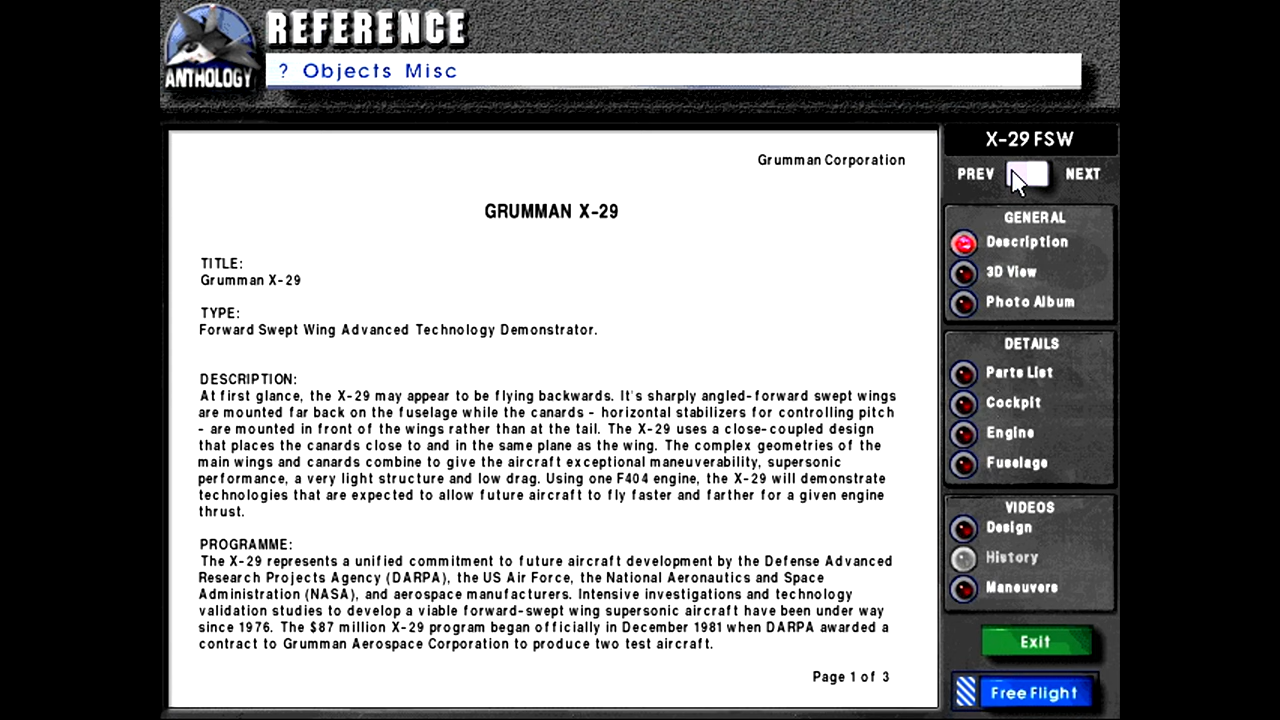 REFERENCE
ANTHOLOGY
? Objects Misc
Grumman Corporation
GRUMMAN X-29
TITLE:
Grumman X-29
TYPE:
Forward Swept Wing Advanced Technology Demonstrator.
DESCRIPTION:
At first glance, the X-29 may appear to be flying backwards. It's sharply angled-forward swept wings
are mounted far back on the fuselage while the canards - horizontal stabilizers for controlling pitch
- are mounted in front of the wings rather than at the tail. The X-29 uses a close-coupled design
that places the canards close to and in the same plane as the wing. The complex geometries of the
main wings and canards combine to give the aircraft exceptional maneuverability, supersonic
performance, a very light structure and low drag. Using one F404 engine, the X-29 will demonstrate
technologies that are expected to allow future aircraft to fly faster and farther for a given engine
thrust.
PROGRAMME:
The X-29 represents a unified commitment to future aircraft development by the Defense Advanced
Research Projects Agency (DARPA), the US Air Force, the National Aeronautics and Space
Administration (NASA), and aerospace manufacturers. Intensive investigations and technology
validation studies to develop a viable forward-swept wing supersonic aircraft have been under way
since 1976. The $87 million X-29 program began officially in December 1981 when DARPA awarded a
contract to Grumman Aerospace Corporation to produce two test aircraft.
Page 1 of 3
X-29 FSW
PREV NEXT
GENERAL
Description
3D View
Photo Album
DETAILS
Parts List
Cockpit
Engine
Fuselage
VIDEOS
Design
History
Maneuvers
Exit
Free Flight